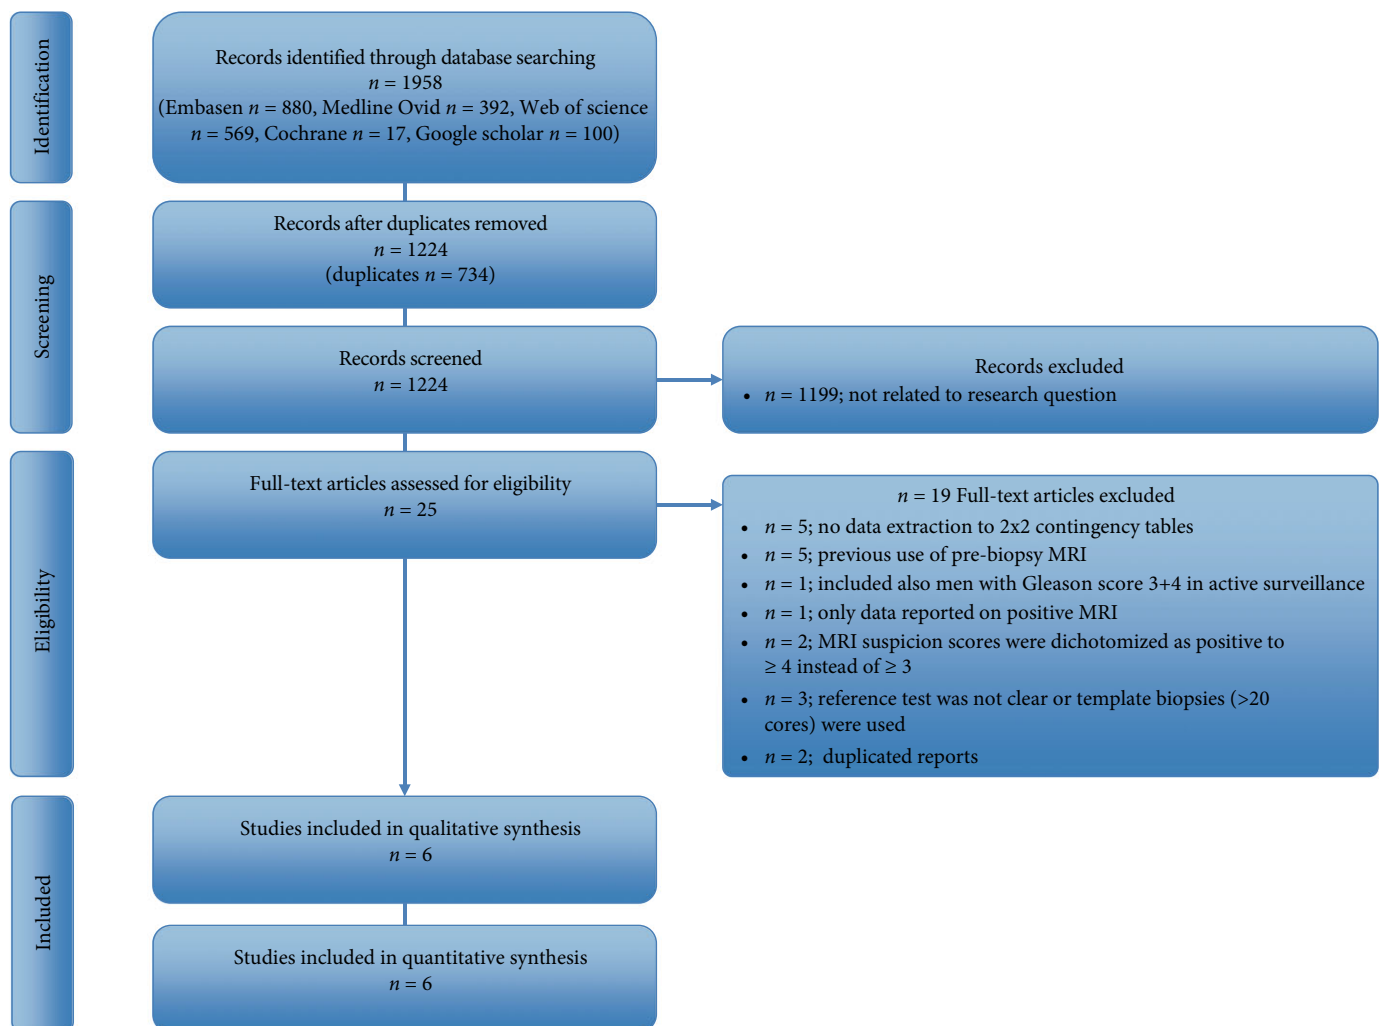 Identification
Records identified through database searching
n = 1958
(Embasen n = 880, Medline Ovid n = 392, Web of science
n = 569, Cochrane n = 17, Google scholar n = 100)
Screening
Records after duplicates removed
n = 1224
(duplicates n = 734)
Records screened
n = 1224
Records excluded
• n = 1199; not related to research question
Eligibility
Full-text articles assessed for eligibility
n = 25
n = 19 Full-text articles excluded
• n = 5; no data extraction to 2x2 contingency tables
• n = 5; previous use of pre-biopsy MRI
• n = 1; included also men with Gleason score 3+4 in active surveillance
• n = 1; only data reported on positive MRI
• n = 2; MRI suspicion scores were dichotomized as positive to
≥ 4 instead of ≥ 3
• n = 3; reference test was not clear or template biopsies (>20
cores) were used
• n = 2; duplicated reports
Included
Studies included in qualitative synthesis
n = 6
Studies included in quantitative synthesis
n = 6